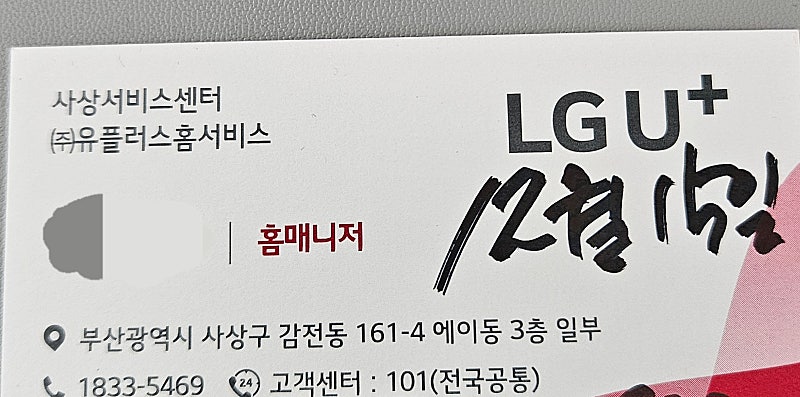 사상서비스센터
㈜유플러스홈서비스
LG U+
12월 15일
홈매니저
부산광역시 사상구 감전동 161-4 에이동 3층 일부
1833-5469 24 고객센터 : 101(전국공통)